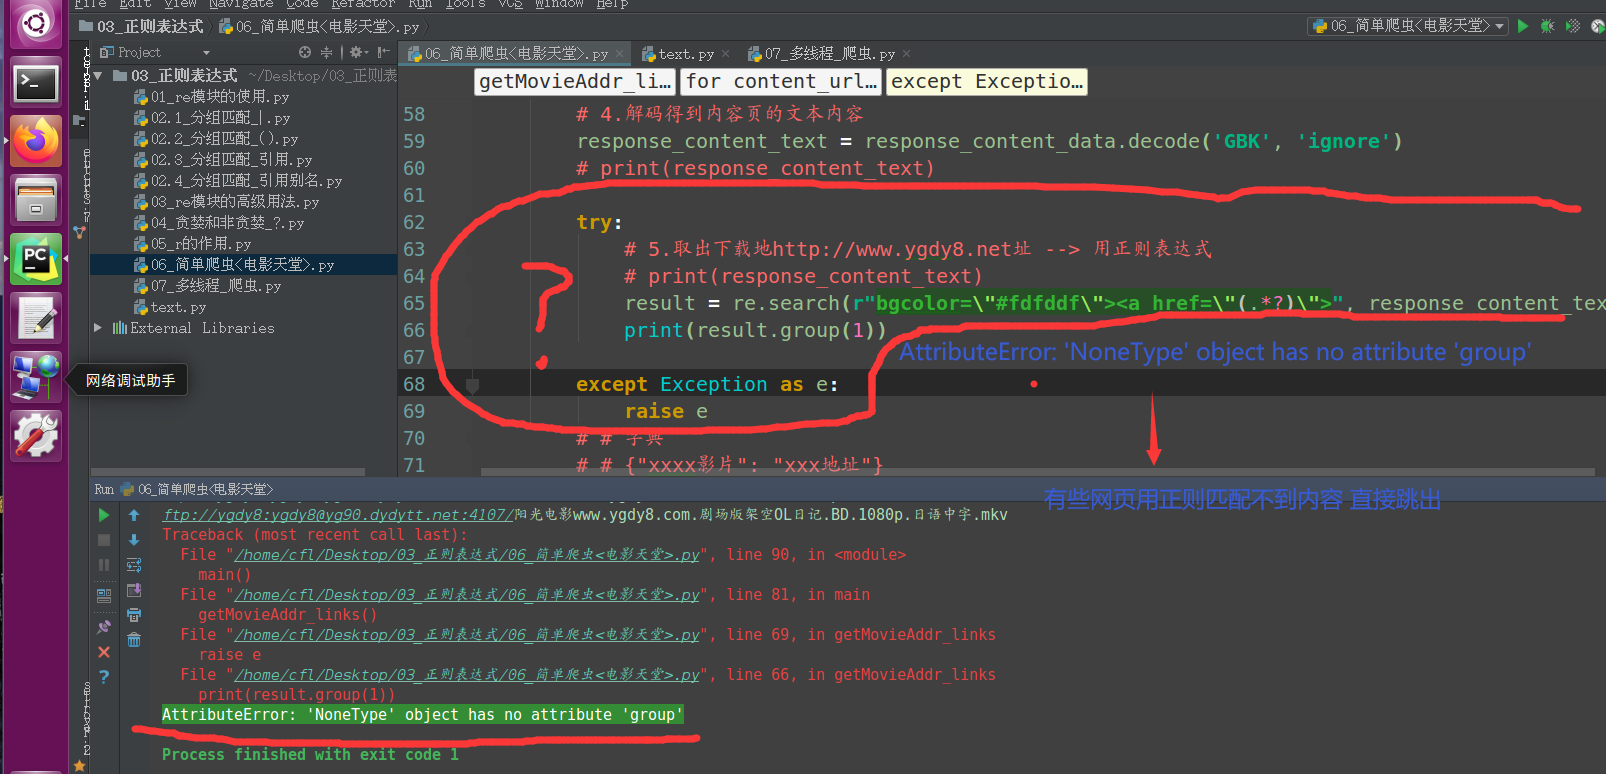 File Edit View Navigate Code Refactor Run Tools VCS Window Help
03_正则表达式 06_简单爬虫<电影天堂>.py
06_简单爬虫<电影天堂>
Project
06_简单爬虫<电影天堂>.py text.py 07_多线程_爬虫.py
03_正则表达式 ~/Desktop/03_正则表
01_re模块的使用.py
02.1_分组匹配_|.py
02.2_分组匹配_().py
02.3_分组匹配_引用.py
02.4_分组匹配_引用别名.py
03_re模块的高级用法.py
04_贪婪和非贪婪_?.py
05_r的作用.py
06_简单爬虫<电影天堂>.py
07_多线程_爬虫.py
text.py
External Libraries
网络调试助手
getMovieAddr_li… for content_url… except Exceptio…
58 # 4.解码得到内容页的文本内容
59 response_content_text = response_content_data.decode('GBK', 'ignore')
60 # print(response_content_text)
61
62 try:
63 # 5.取出下载地http://www.ygdy8.net址 --> 用正则表达式
64 # print(response_content_text)
65 result = re.search(r"bgcolor=\"#fdfddf\"><a href=\"(.*?)\">", response_content_tex
66 print(result.group(1))
67
AttributeError: 'NoneType' object has no attribute 'group'
68 except Exception as e:
69 raise e
70 # # 字典
71 # # {"xxxx影片": "xxx地址"}
有些网页用正则匹配不到内容 直接跳出
Run 06_简单爬虫<电影天堂>
ftp://ygdy8:ygdy8@yg90.dydytt.net:4107/阳光电影www.ygdy8.com.剧场版架空OL日记.BD.1080p.日语中字.mkv
Traceback (most recent call last):
File "/home/cfl/Desktop/03_正则表达式/06_简单爬虫<电影天堂>.py", line 90, in <module>
main()
File "/home/cfl/Desktop/03_正则表达式/06_简单爬虫<电影天堂>.py", line 81, in main
getMovieAddr_links()
File "/home/cfl/Desktop/03_正则表达式/06_简单爬虫<电影天堂>.py", line 69, in getMovieAddr_links
raise e
File "/home/cfl/Desktop/03_正则表达式/06_简单爬虫<电影天堂>.py", line 66, in getMovieAddr_links
print(result.group(1))
AttributeError: 'NoneType' object has no attribute 'group'
Process finished with exit code 1